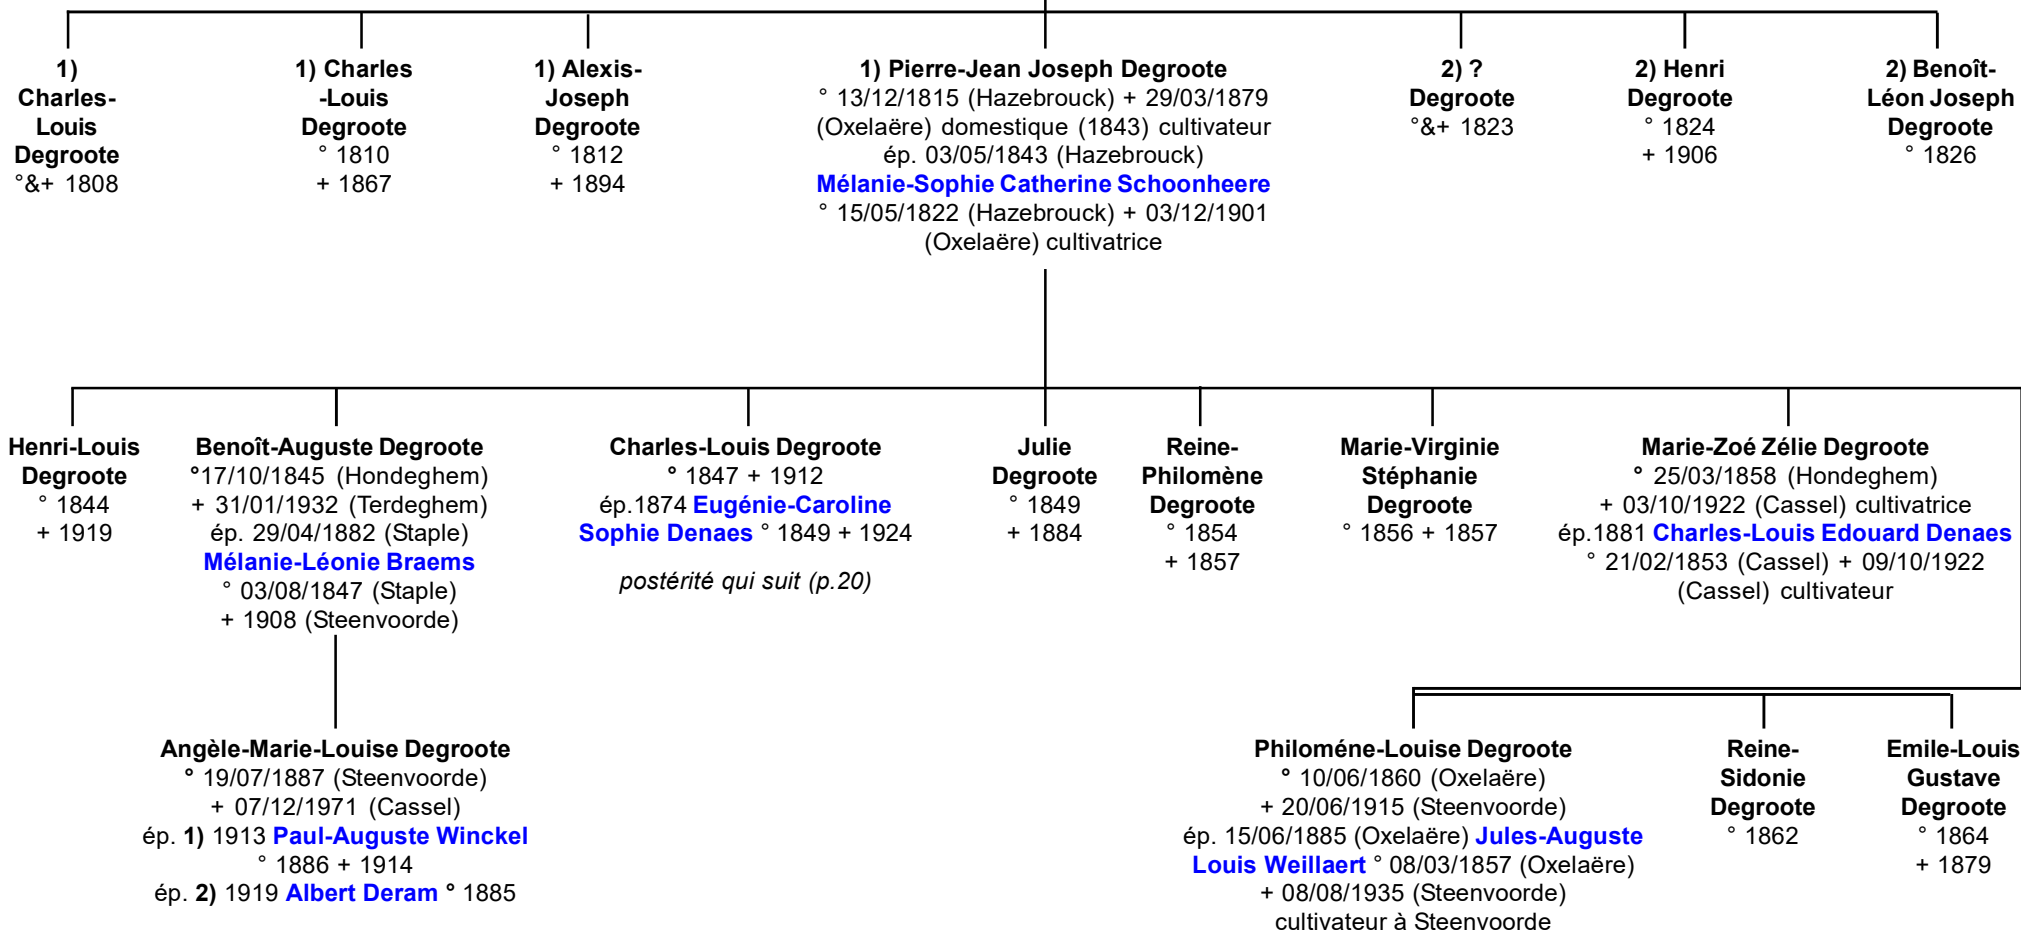 1)
Charles-
Louis
Degroote
°&+ 1808
1) Charles
-Louis
Degroote
° 1810
+ 1867
1) Alexis-
Joseph
Degroote
° 1812
+ 1894
1) Pierre-Jean Joseph Degroote
° 13/12/1815 (Hazebrouck) + 29/03/1879
(Oxelaëre) domestique (1843) cultivateur
ép. 03/05/1843 (Hazebrouck)
Mélanie-Sophie Catherine Schoonheere
° 15/05/1822 (Hazebrouck) + 03/12/1901
(Oxelaëre) cultivatrice
2) ?
Degroote
°&+ 1823
2) Henri
Degroote
° 1824
+ 1906
2) Benoît-
Léon Joseph
Degroote
° 1826
Henri-Louis
Degroote
° 1844
+ 1919
Benoît-Auguste Degroote
°17/10/1845 (Hondeghem)
+ 31/01/1932 (Terdeghem)
ép. 29/04/1882 (Staple)
Mélanie-Léonie Braems
° 03/08/1847 (Staple)
+ 1908 (Steenvoorde)
Charles-Louis Degroote
° 1847 + 1912
ép.1874 Eugénie-Caroline
Sophie Denaes ° 1849 + 1924
postérité qui suit (p.20)
Julie
Degroote
° 1849
+ 1884
Reine-
Philomène
Degroote
° 1854
+ 1857
Marie-Virginie
Stéphanie
Degroote
° 1856 + 1857
Marie-Zoé Zélie Degroote
° 25/03/1858 (Hondeghem)
+ 03/10/1922 (Cassel) cultivatrice
ép.1881 Charles-Louis Edouard Denaes
° 21/02/1853 (Cassel) + 09/10/1922
(Cassel) cultivateur
Angèle-Marie-Louise Degroote
° 19/07/1887 (Steenvoorde)
+ 07/12/1971 (Cassel)
ép. 1) 1913 Paul-Auguste Winckel
° 1886 + 1914
ép. 2) 1919 Albert Deram ° 1885
Philoméne-Louise Degroote
° 10/06/1860 (Oxelaëre)
+ 20/06/1915 (Steenvoorde)
ép. 15/06/1885 (Oxelaëre) Jules-Auguste
Louis Weillaert ° 08/03/1857 (Oxelaëre)
+ 08/08/1935 (Steenvoorde)
cultivateur à Steenvoorde
Reine-
Sidonie
Degroote
° 1862
Emile-Louis
Gustave
Degroote
° 1864
+ 1879